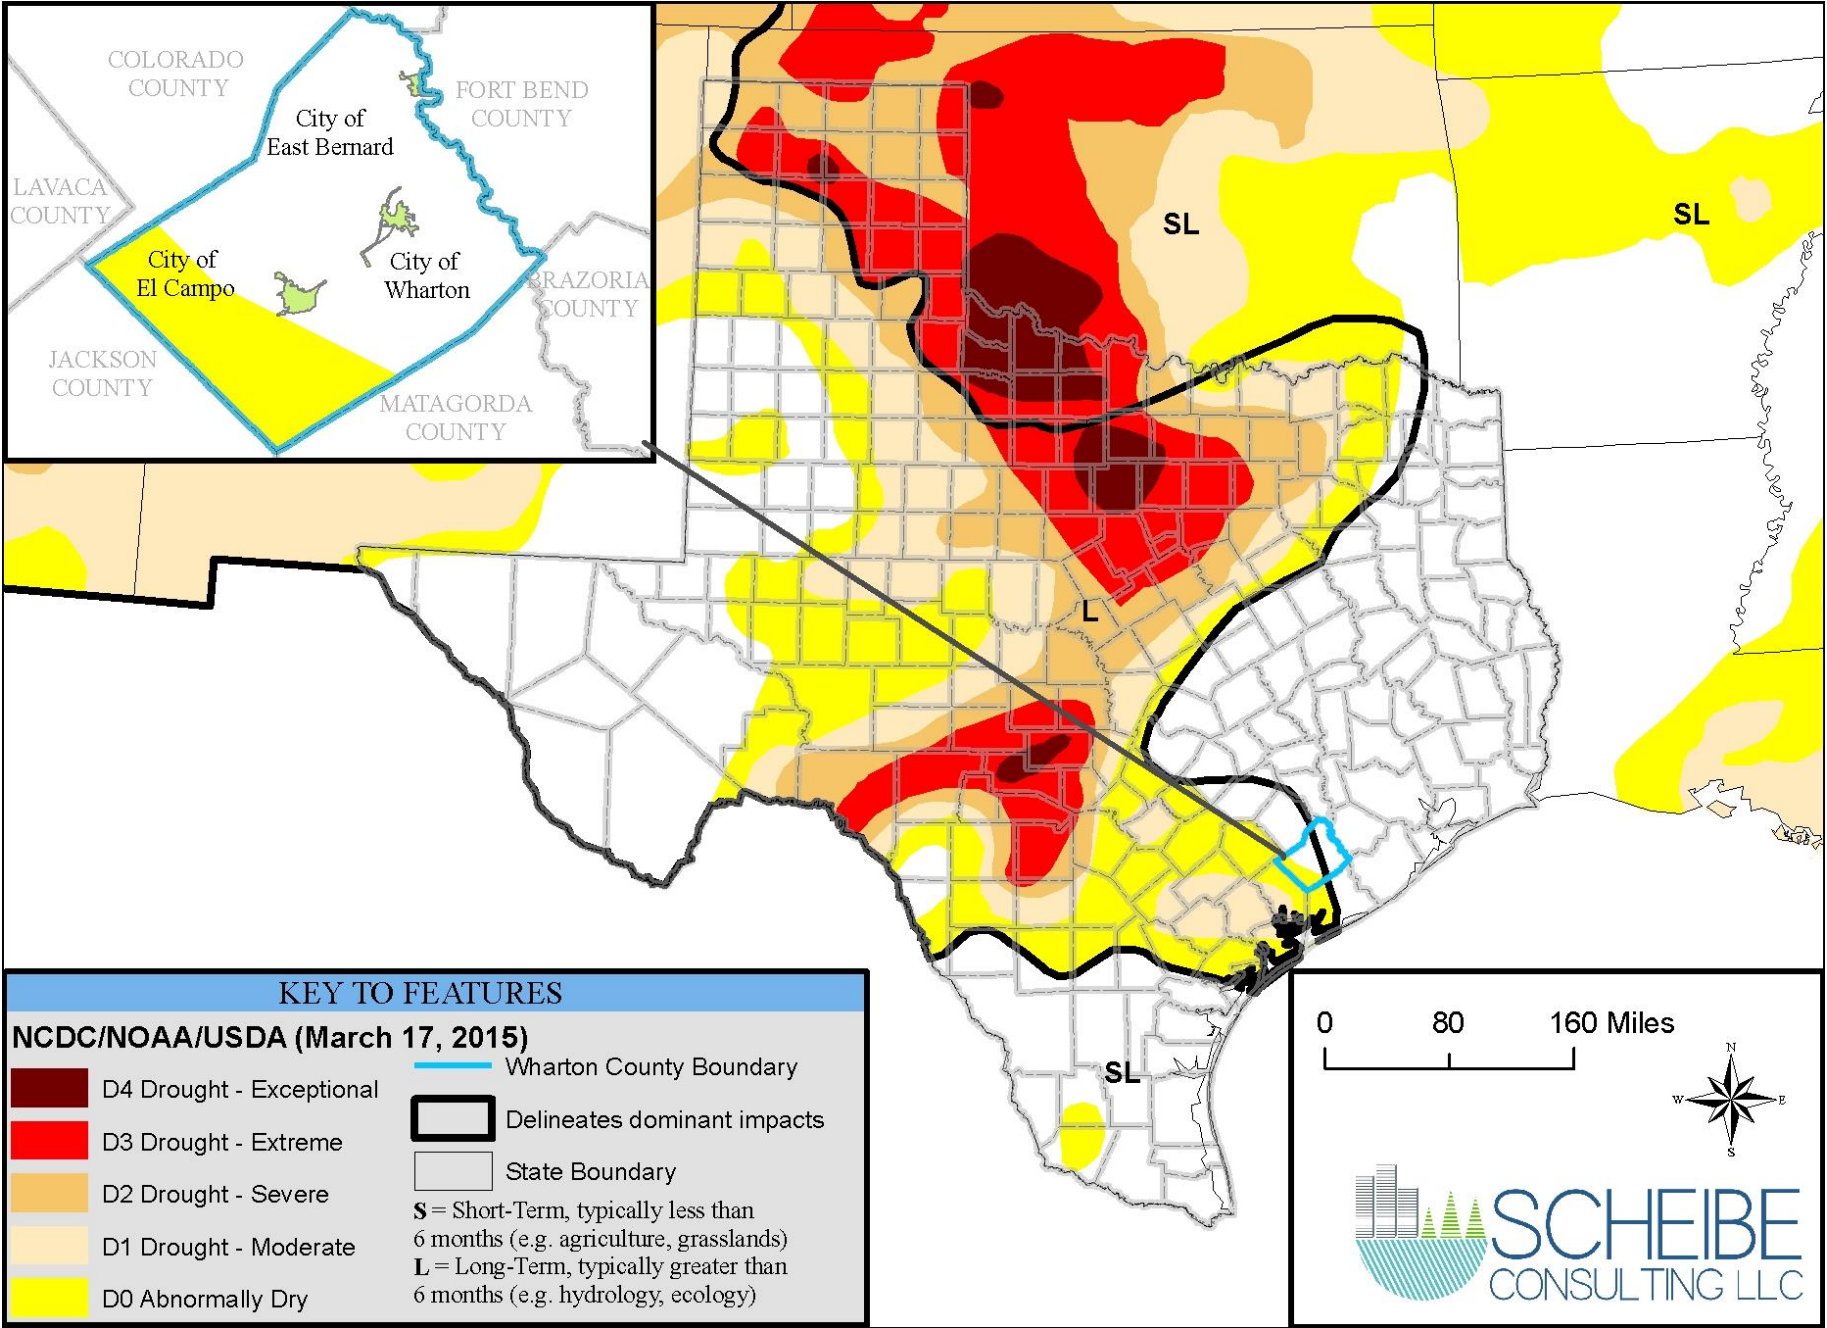 COLORADO
COUNTY
FORT BEND
COUNTY
City of
East Bernard
LAVACA
COUNTY
City of
El Campo
City of
Wharton
BRAZORIA
COUNTY
JACKSON
COUNTY
MATAGORDA
COUNTY
SL
SL
L
SL
KEY TO FEATURES
NCDC/NOAA/USDA (March 17, 2015)
D4 Drought - Exceptional
D3 Drought - Extreme
D2 Drought - Severe
D1 Drought - Moderate
D0 Abnormally Dry
Wharton County Boundary
Delineates dominant impacts
State Boundary
S = Short-Term, typically less than
6 months (e.g. agriculture, grasslands)
L = Long-Term, typically greater than
6 months (e.g. hydrology, ecology)
0 80 160 Miles
N
W E
S
SCHEIBE
CONSULTING LLC